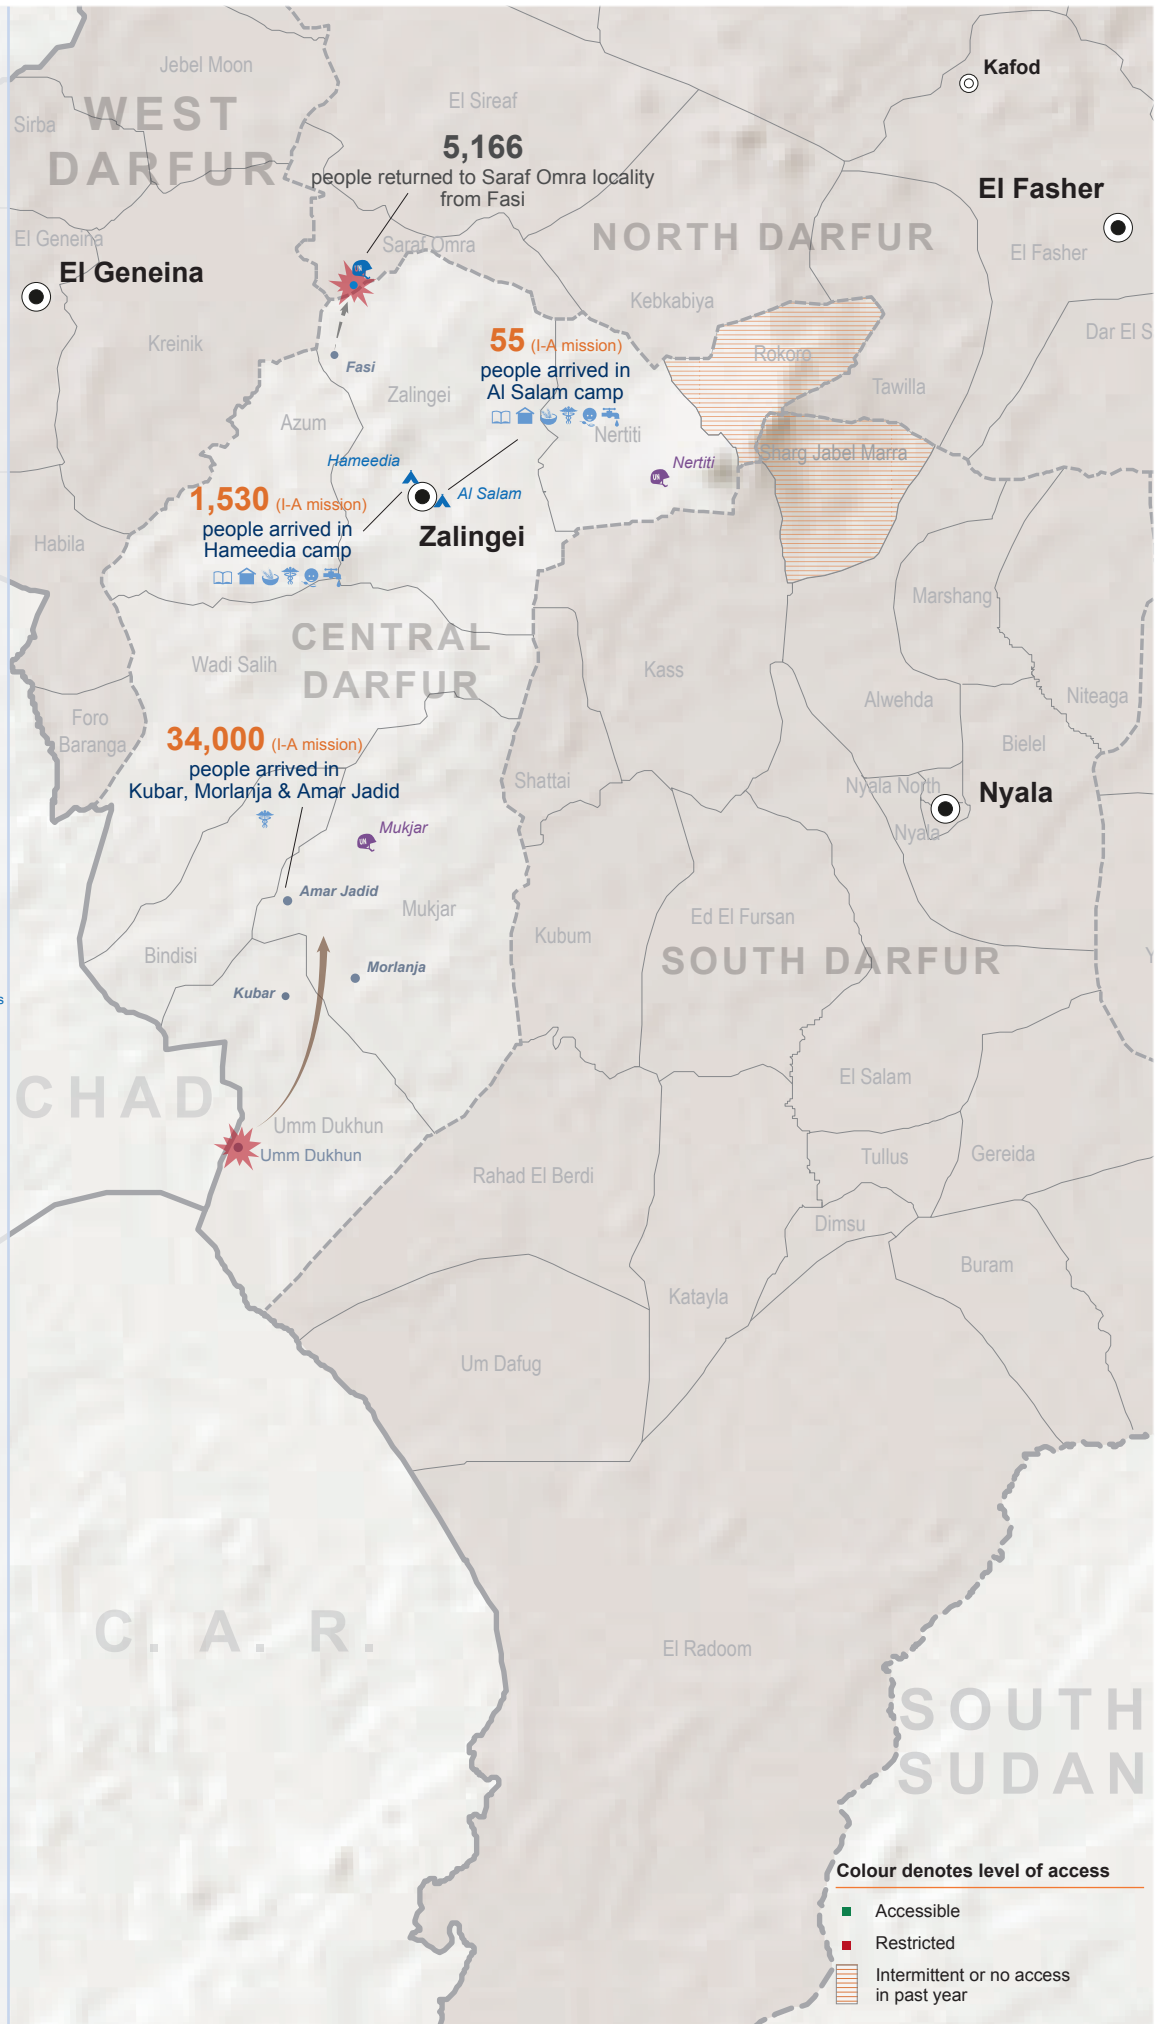 Jebel Moon
Kafod
El Sireaf
WEST
DARFUR
Sirba
5,166
people returned to Saraf Omra locality
from Fasi
El Fasher
El Geneina
Saraf Omra
NORTH DARFUR
El Fasher
El Geneina
Kebkabiya
Dar El S
Kreinik
55 (I-A mission)
people arrived in
Al Salam camp
Rokoro
Fasi
Zalingei
Tawilla
Azum
Nertiti
Sharg Jabel Marra
Hameedia
Nertiti
1,530 (I-A mission)
people arrived in
Hameedia camp
Al Salam
Zalingei
Habila
Marshang
CENTRAL
DARFUR
Wadi Salih
Kass
Alwehda
Niteaga
Foro
Baranga
34,000 (I-A mission)
people arrived in
Kubar, Morlanja & Amar Jadid
Bielel
Shattai
Nyala North
Nyala
Nyala
UN
Mukjar
Amar Jadid
Mukjar
Ed El Fursan
Kubum
SOUTH DARFUR
Bindisi
Morlanja
Kubar
s
Y
El Salam
CHAD
Umm Dukhun
Umm Dukhun
Tullus
Gereida
Rahad El Berdi
Dimsu
Buram
Katayla
Um Dafug
C. A. R.
El Radoom
SOUTH
SUDAN
Colour denotes level of access
Accessible
Restricted
Intermittent or no access
in past year